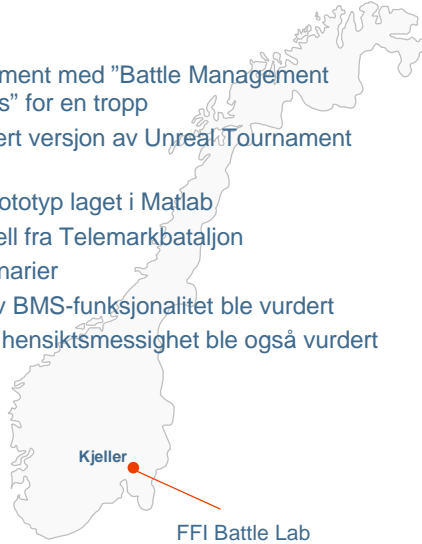 ment med "Battle Management
s" for en tropp
ert versjon av Unreal Tournament
ototyp laget i Matlab
ell fra Telemarkbataljon
narier
v BMS-funksjonalitet ble vurdert
hensiktsmessighet ble også vurdert
Kjeller
FFI Battle Lab